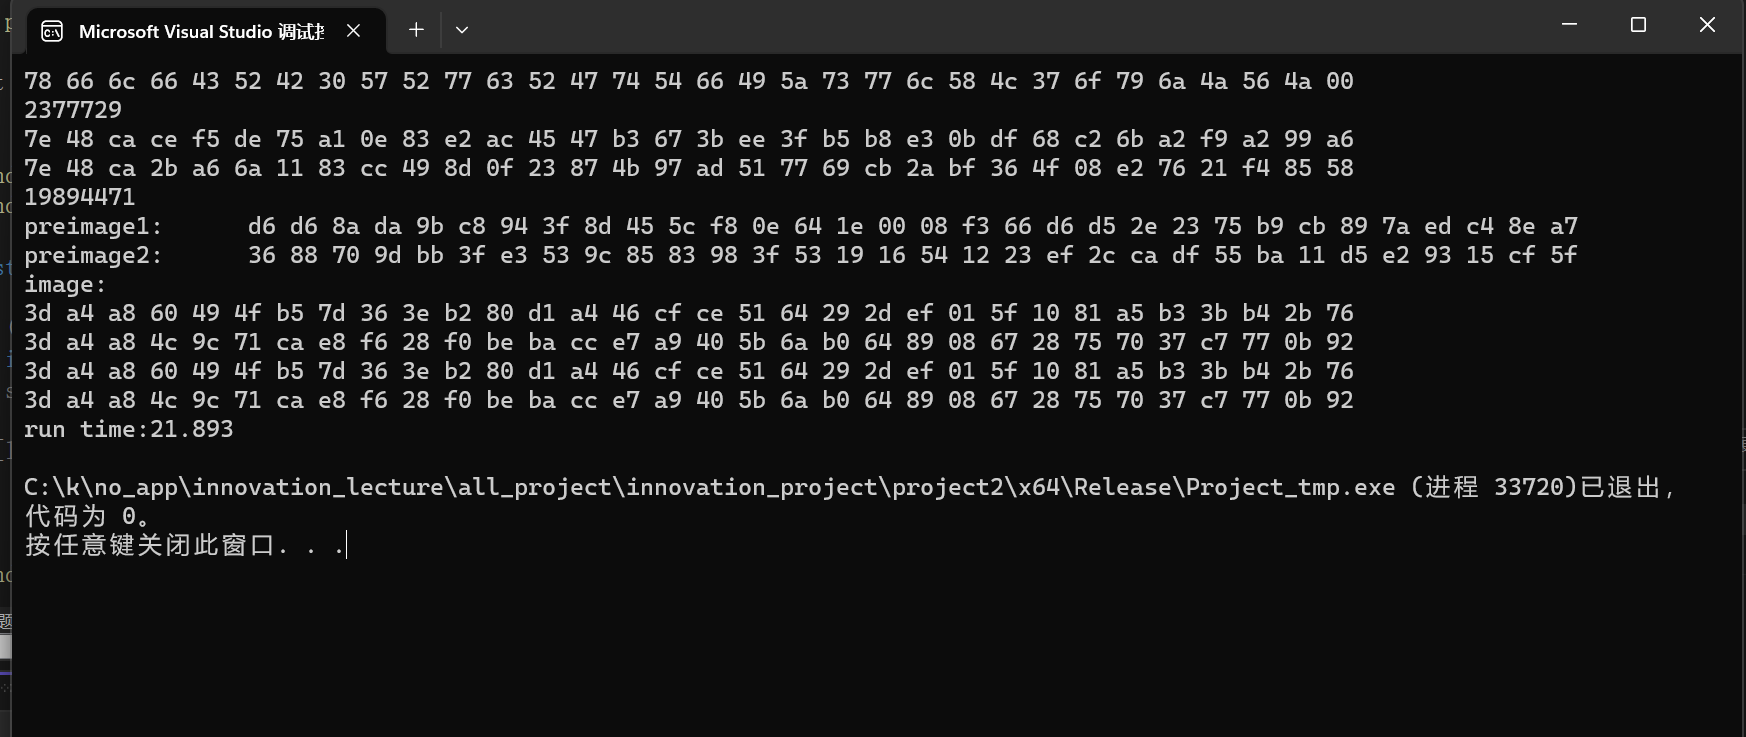 Microsoft Visual Studio 调试
78 66 6c 66 43 52 42 30 57 52 77 63 52 47 74 54 66 49 5a 73 77 6c 58 4c 37 6f 79 6a 4a 56 4a 00
2377729
7e 48 ca ce f5 de 75 a1 0e 83 e2 ac 45 47 b3 67 3b ee 3f b5 b8 e3 0b df 68 c2 6b a2 f9 a2 99 a6
7e 48 ca 2b a6 6a 11 83 cc 49 8d 0f 23 87 4b 97 ad 51 77 69 cb 2a bf 36 4f 08 e2 76 21 f4 85 58
19894471
preimage1: d6 d6 8a da 9b c8 94 3f 8d 45 5c f8 0e 64 1e 00 08 f3 66 d6 d5 2e 23 75 b9 cb 89 7a ed c4 8e a7
preimage2: 36 88 70 9d bb 3f e3 53 9c 85 83 98 3f 53 19 16 54 12 23 ef 2c ca df 55 ba 11 d5 e2 93 15 cf 5f
image:
3d a4 a8 60 49 4f b5 7d 36 3e b2 80 d1 a4 46 cf ce 51 64 29 2d ef 01 5f 10 81 a5 b3 3b b4 2b 76
3d a4 a8 4c 9c 71 ca e8 f6 28 f0 be ba cc e7 a9 40 5b 6a b0 64 89 08 67 28 75 70 37 c7 77 0b 92
3d a4 a8 60 49 4f b5 7d 36 3e b2 80 d1 a4 46 cf ce 51 64 29 2d ef 01 5f 10 81 a5 b3 3b b4 2b 76
3d a4 a8 4c 9c 71 ca e8 f6 28 f0 be ba cc e7 a9 40 5b 6a b0 64 89 08 67 28 75 70 37 c7 77 0b 92
run time:21.893
C:\k\no_app\innovation_lecture\all_project\innovation_project\project2\x64\Release\Project_tmp.exe (进程 33720)已退出,
代码为 0。
按任意键关闭此窗口. . .